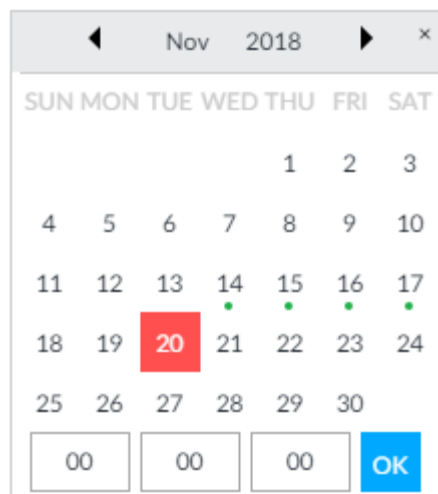 Nov 2018 ×
SUN MON TUE WED THU FRI SAT
1 2 3
4 5 6 7 8 9 10
11 12 13 14 15 16 17
18 19 20 21 22 23 24
25 26 27 28 29 30
00 00 00 OK